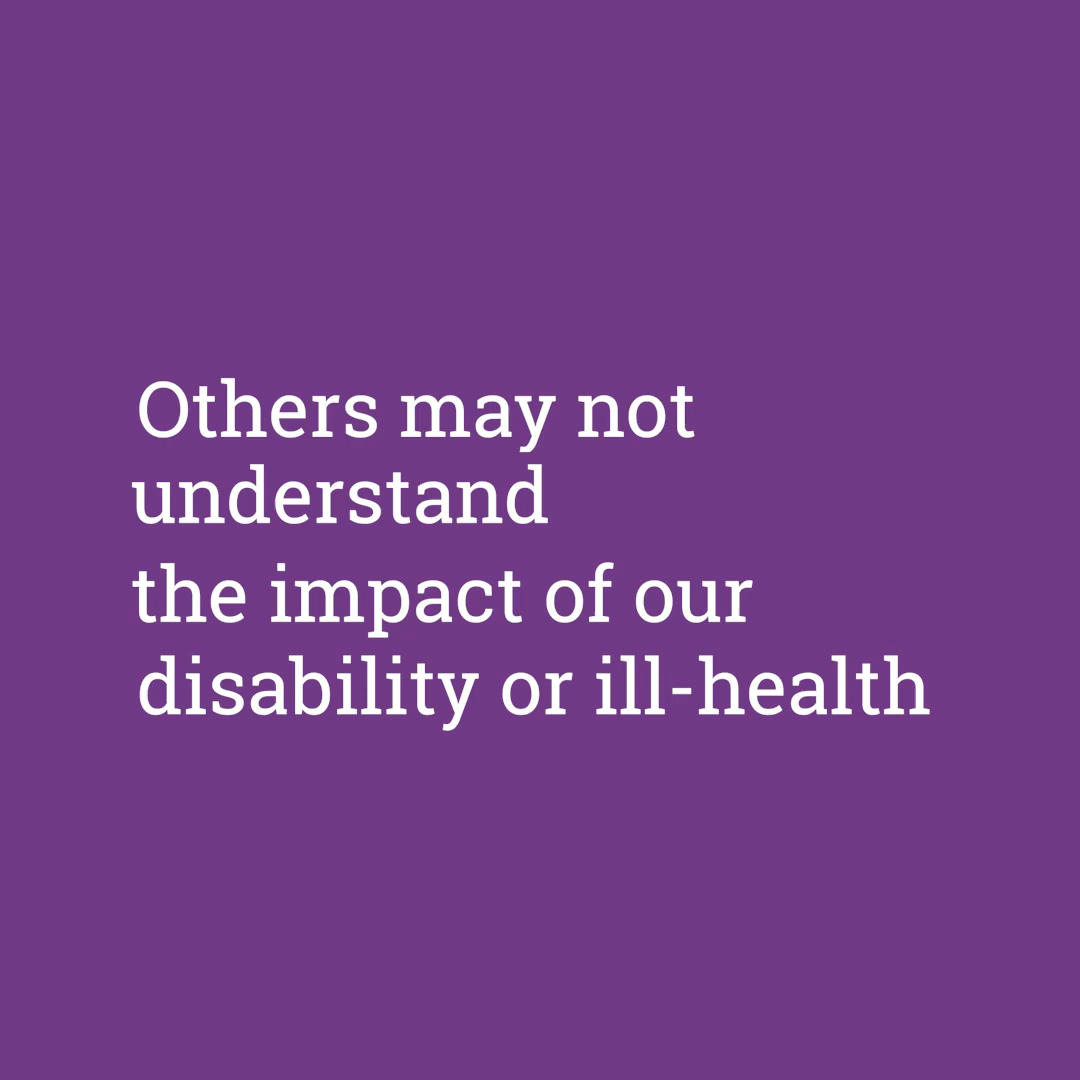 Others may not
understand
the impact of our
disability or ill-health